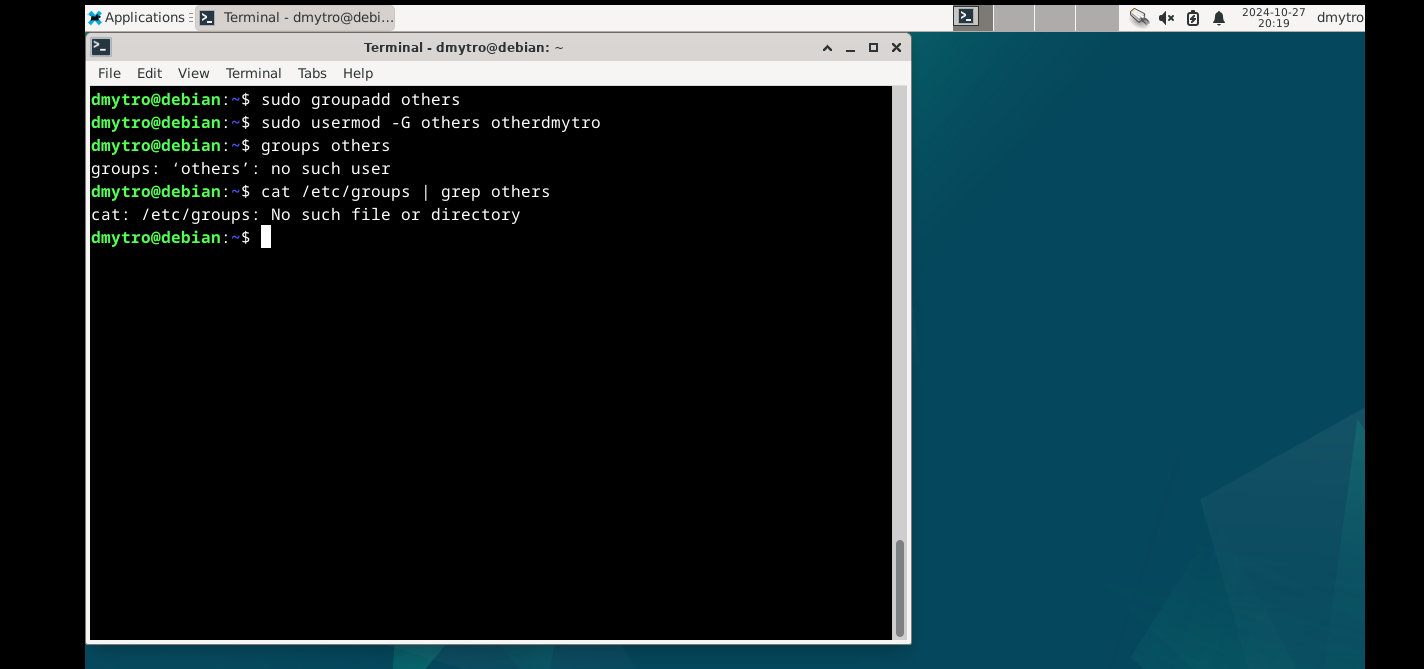 Applications
Terminal - dmytro@debi...
2024-10-27
20:19
dmytro
Terminal - dmytro@debian: ~
File Edit View Terminal Tabs Help
dmytro@debian:~$ sudo groupadd others
dmytro@debian:~$ sudo usermod -G others otherdmytro
dmytro@debian:~$ groups others
groups: ‘others’: no such user
dmytro@debian:~$ cat /etc/groups | grep others
cat: /etc/groups: No such file or directory
dmytro@debian:~$